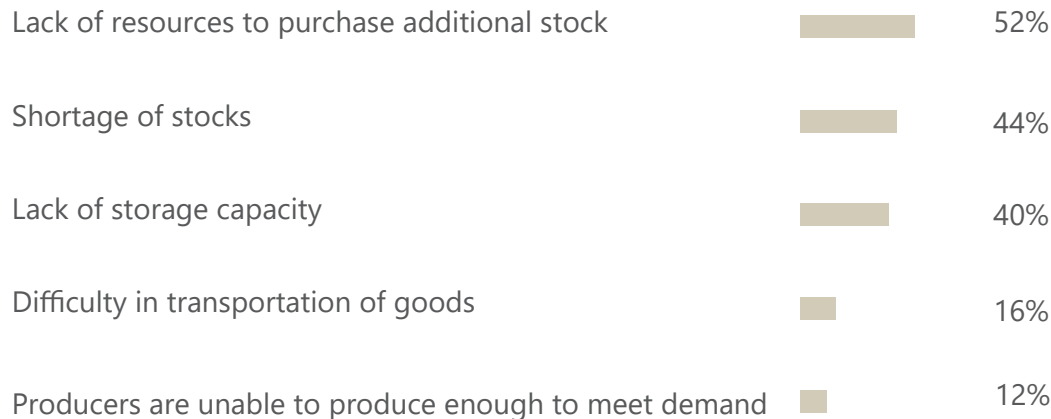 Lack of resources to purchase additional stock 52%
Shortage of stocks 44%
Lack of storage capacity 40%
Difficulty in transportation of goods 16%
Producers are unable to produce enough to meet demand 12%